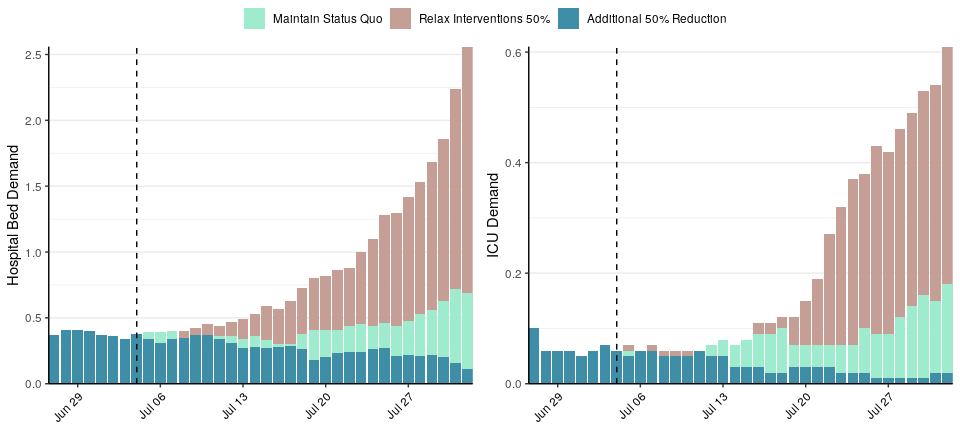 Maintain Status Quo Relax Interventions 50% Additional 50% Reduction
Hospital Bed Demand
2.5
2.0
1.5
1.0
0.5
0.0
Jun 29 Jul 06 Jul 13 Jul 20 Jul 27
ICU Demand
0.6
0.4
0.2
0.0
Jun 29 Jul 06 Jul 13 Jul 20 Jul 27